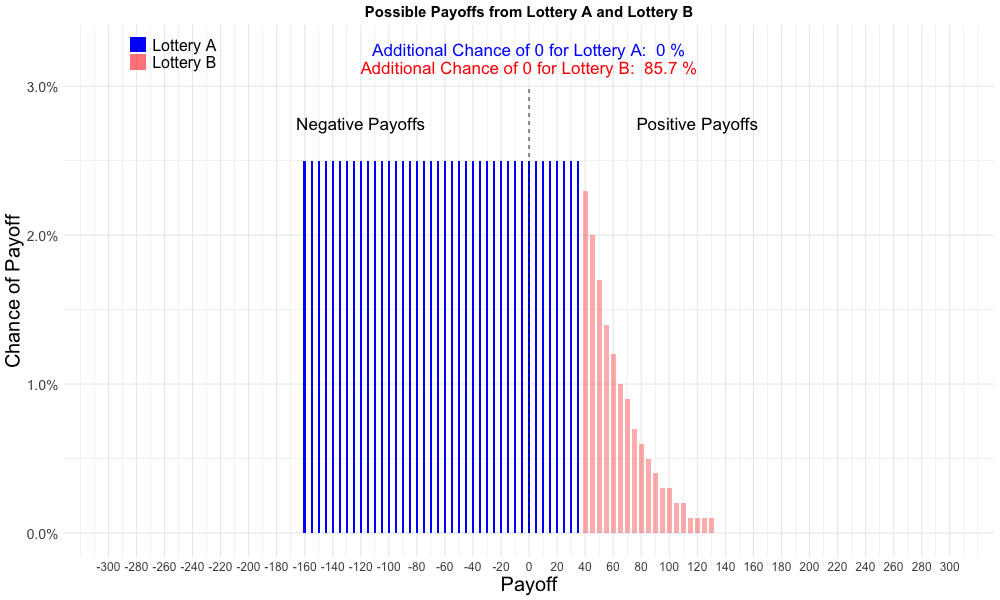 Possible Payoffs from Lottery A and Lottery B
Lottery A
Lottery B
Additional Chance of 0 for Lottery A:  0 %
Additional Chance of 0 for Lottery B:  85.7 %
Negative Payoffs
Positive Payoffs
Chance of Payoff
3.0%
2.0%
1.0%
0.0%
-300 -280 -260 -240 -220 -200 -180 -160 -140 -120 -100 -80 -60 -40 -20 0 20 40 60 80 100 120 140 160 180 200 220 240 260 280 300
Payoff